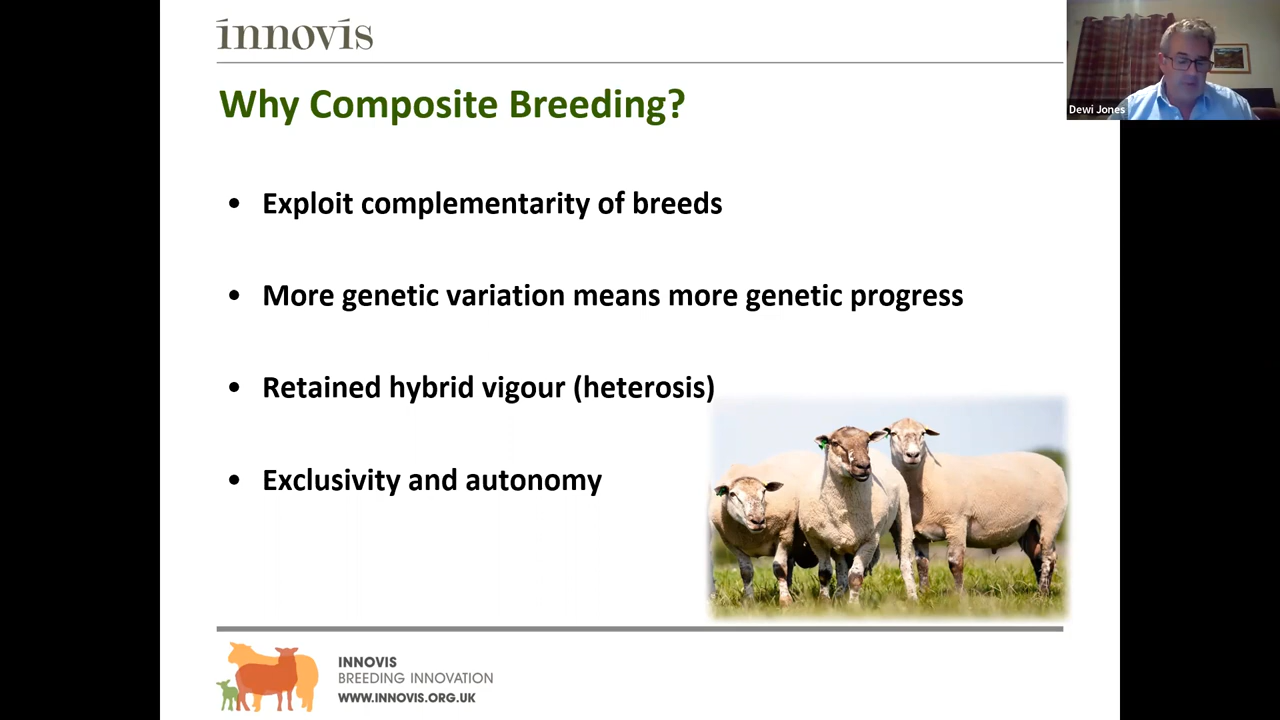 ínnovís
Dewi Jones
Why Composite Breeding?
• Exploit complementarity of breeds
• More genetic variation means more genetic progress
• Retained hybrid vigour (heterosis)
• Exclusivity and autonomy
INNOVIS
BREEDING INNOVATION
WWW.INNOVIS.ORG.UK